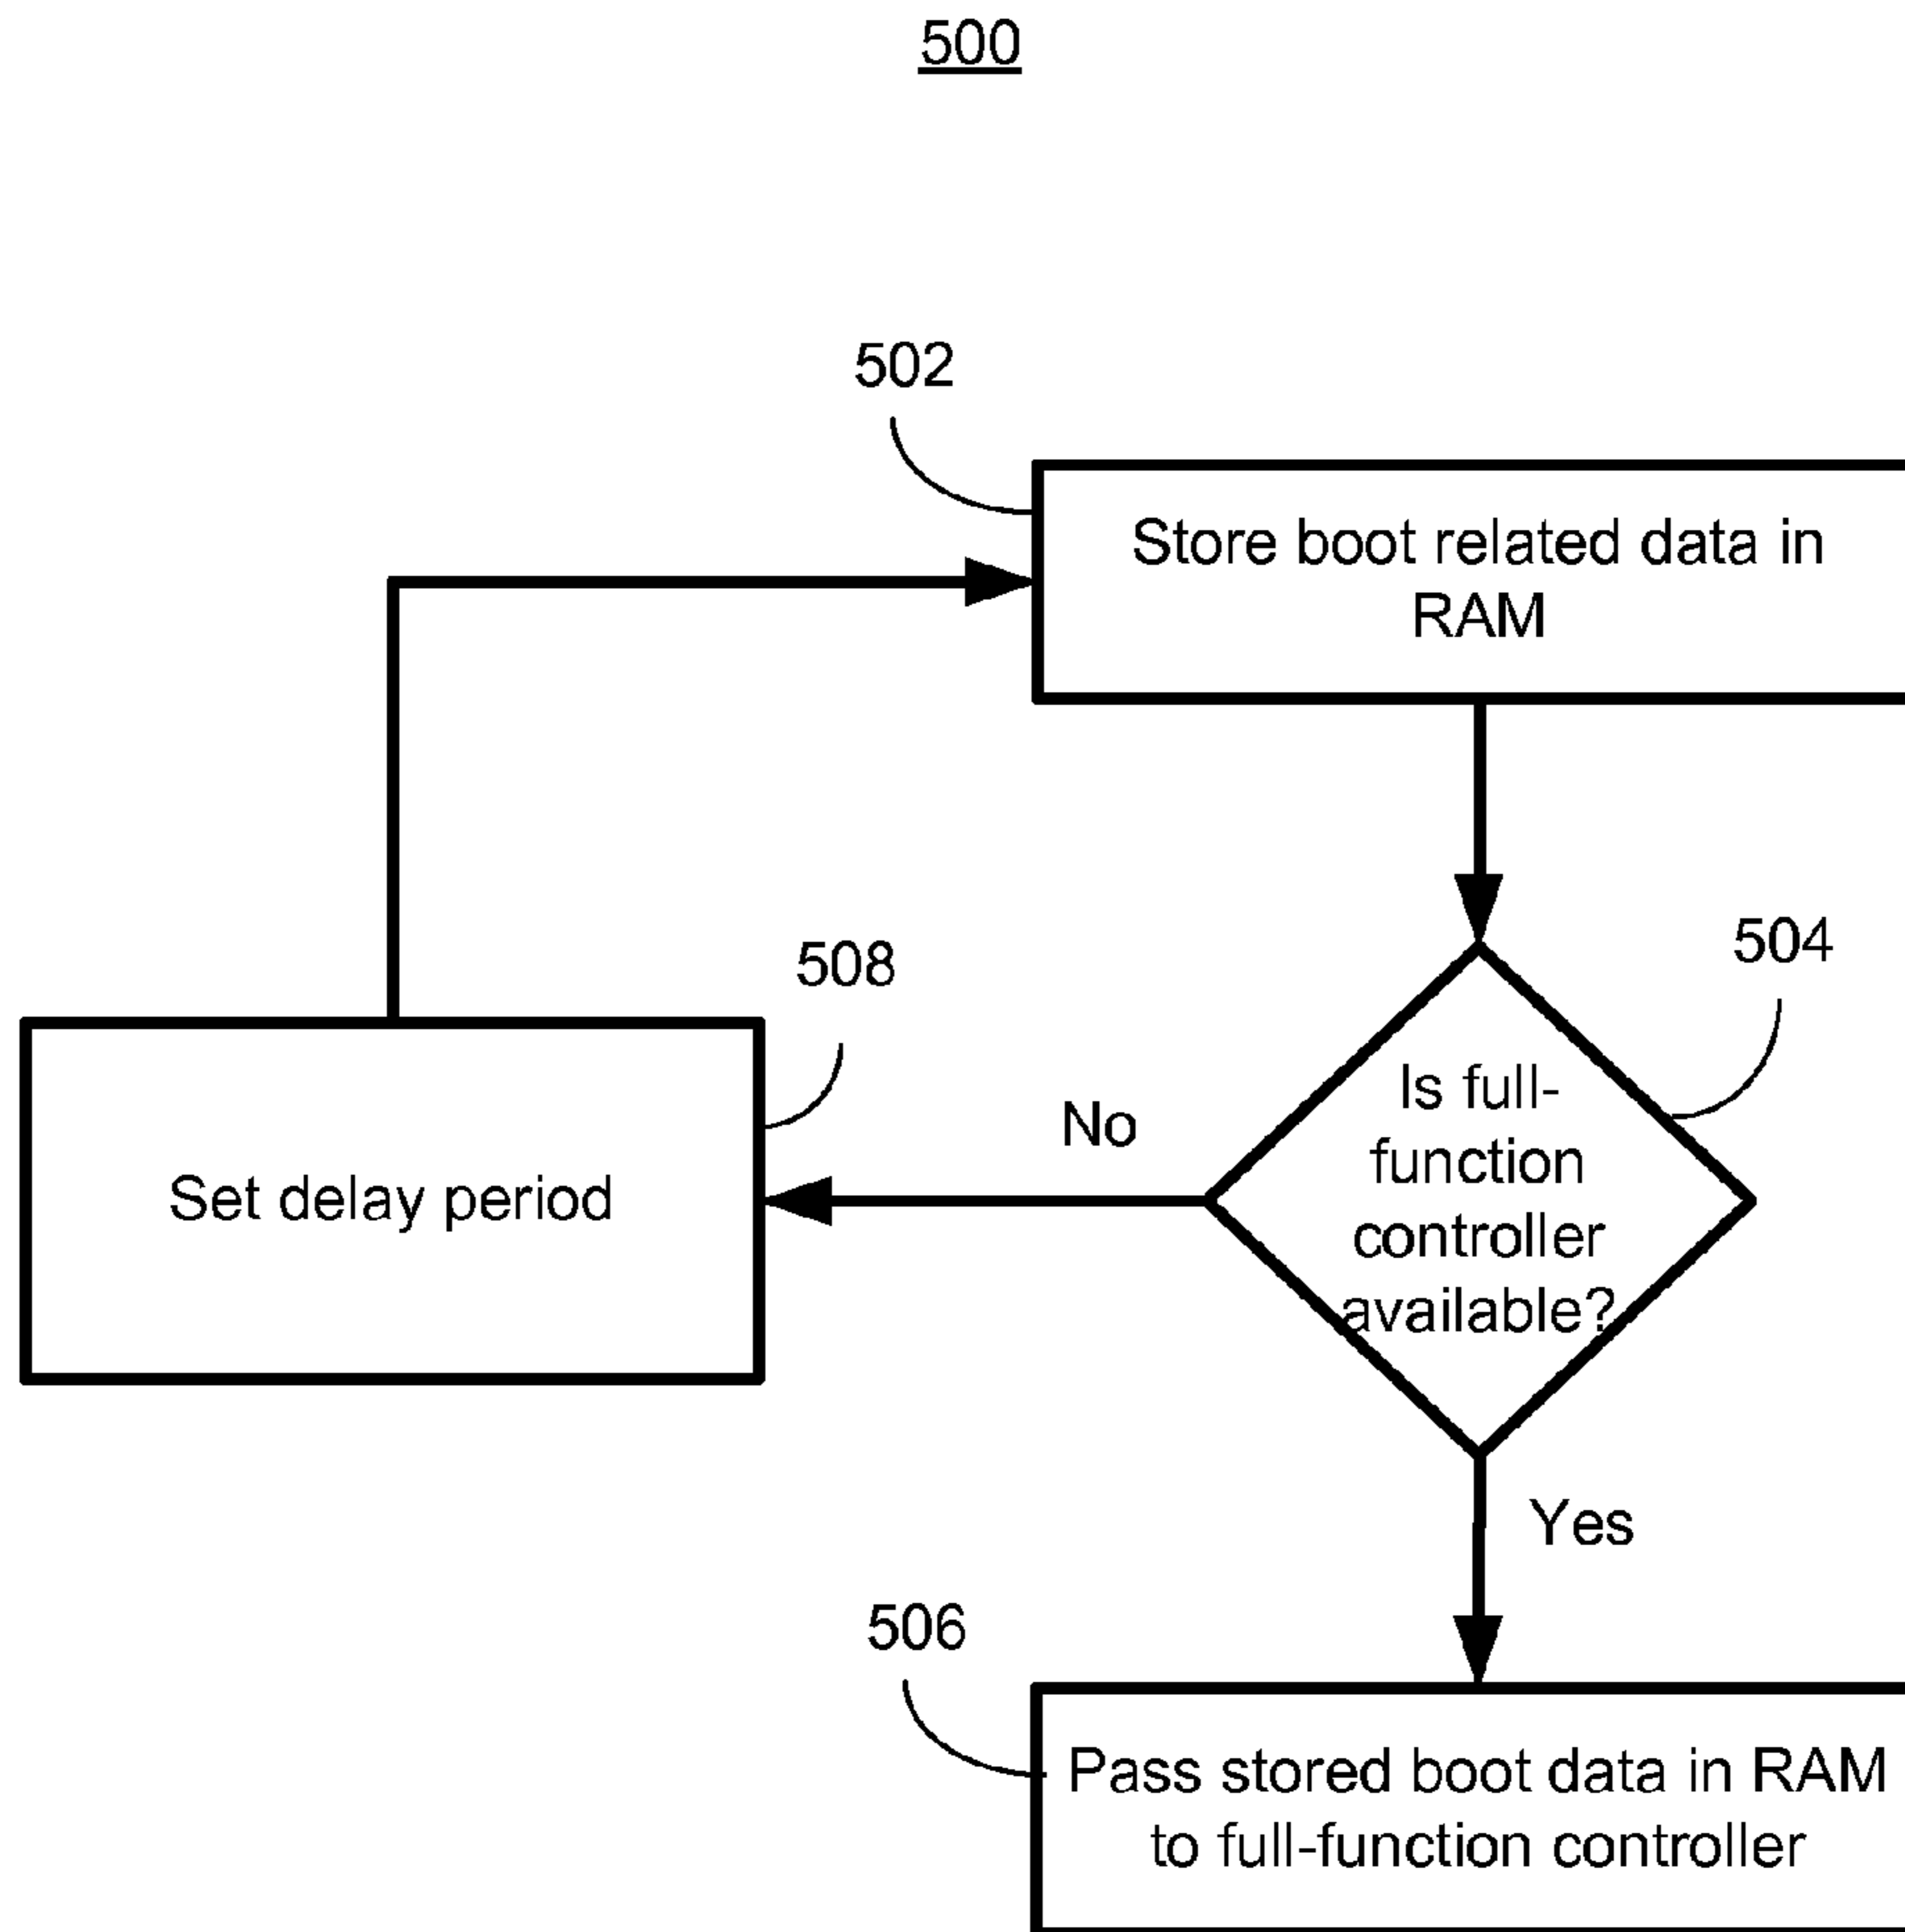 500
502
Store boot related data in
RAM
508
504
Is full-
function
controller
available?
No
Set delay period
Yes
506
Pass stored boot data in RAM
to full-function controller